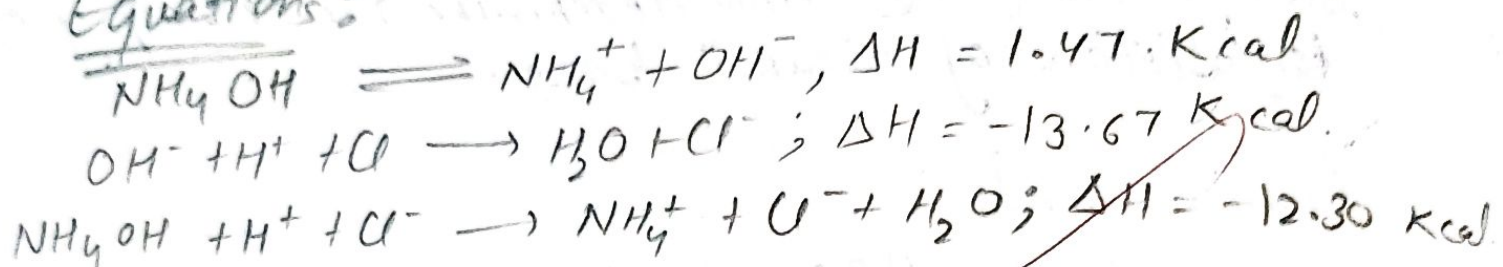 Equations:
NH₄OH ⇌ NH₄⁺ + OH⁻, ΔH = 1.47. Kcal
OH⁻ + H⁺ + Cl ⟶ H₂O + Cl⁻ ; ΔH = -13.67 Kcal.
NH₄OH + H⁺ + Cl⁻ ⟶ NH₄⁺ + Cl⁻ + H₂O ; ΔH = -12.30 Kcal